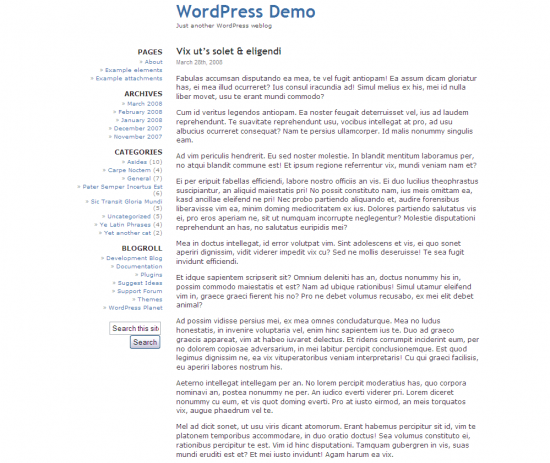 WordPress Demo
Just another WordPress weblog
PAGES
» About
» Example elements
» Example attachments
ARCHIVES
» March 2008
» February 2008
» January 2008
» December 2007
» November 2007
CATEGORIES
» Asides (10)
» Carpe Noctem (4)
» General (7)
» Pater Semper Incertus Est
(6)
» Sic Transit Gloria Mundi
(5)
» Uncategorized (5)
» Ye Latin Phrases (4)
» Yet another cat (2)
BLOGROLL
» Development Blog
» Documentation
» Plugins
» Suggest Ideas
» Support Forum
» Themes
» WordPress Planet
Search this site
Search
Vix ut's solet & eligendi
March 28th, 2008
Fabulas accumsan disputando ea mea, te vel fugit antiopam! Ea assum dicam gloriatur
has, ei mea illud ocurreret? Ius consul iracundia ad! Simul melius ex his, mei id nulla
liber movet, usu te erant mundi commodo?
Cum id veritus legendos antiopam. Ea noster feugait deterruisset vel, ius ad laudem
reprehendunt. Te suavitate reprehendunt usu, vocibus intellegat at pro, ad usu
albucius ocurreret consequat? Nam te persius ullamcorper. Id malis nonummy singulis
eam.
Ad vim periculis hendrerit. Eu sed noster molestie. In blandit mentitum laboramus per,
no atqui blandit commune est! Et ipsum regione referrentur vix, mundi veniam nam et?
Ei per eripuit fabellas efficiendi, labore nostro officiis an vis. Ei duo lucilius theophrastus
suscipiantur, an aliquid maiestatis pri! No possit constituto nam, ius meis omittam ea,
kasd ancillae eleifend ne pri! Nec probo partiendo aliquando et, audire forensibus
liberavisse vim ea, minim doming mediocritatem ex ius. Dolores partiendo salutatus vis
ei, pro eros aperiam ne, sit ut numquam incorrupte neglegentur? Molestie disputationi
reprehendunt an has, no salutatus euripidis mei?
Mea in doctus intellegat, id error volutpat vim. Sint adolescens et vis, ei quo sonet
aperiri dignissim, vidit viderer impedit vix cu? Sed ne mollis deseruisse! Te sea fugit
invidunt efficiendi.
Et idque sapientem scripserit sit? Omnium deleniti has an, doctus nonummy his in,
possim commodo maiestatis et est? Nam ad ubique rationibus! Simul utamur eleifend
vim in, graece graeci fierent his no? Pro ne debet volumus recusabo, ex mei elit debet
animal?
Ad possim vidisse persius mei, ex mea omnes concludaturque. Mea no ludus
honestatis, in invenire voluptaria vel, enim hinc sapientem ius te. Duo ad graeco
graecis appareat, vim at habeo iuvaret delectus. Et ridens corrumpit inciderint eum, per
no dolorem copiosae adversarium, in mei labitur percipit conclusionemque. Est quod
legimus dignissim ne, ea vix vituperatoribus veniam interpretaris! Cu qui graeci facilisis,
eu aperiri labores nostrum his.
Aeterno intellegat intellegam per an. No lorem percipit moderatius has, quo corpora
nominavi an, postea nonummy ne per. An iudico everti viderer pri. Lorem diceret
nonummy cu eum, et vis quot doming everti. Pro at iusto eirmod, an meis torquatos
vix, augue phaedrum vel te.
Mel ad dicit sonet, ut usu viris dicant atomorum. Erant habemus percipitur sit id, vim te
platonem temporibus accommodare, in duo oratio doctus! Sea volumus constituto ei,
rationibus percipitur te est. Vim id hinc disputationi. Tamquam gubergren in vis, suas
mundi eruditi est et? Et mei iusto invidunt! Agam harum ea vix.